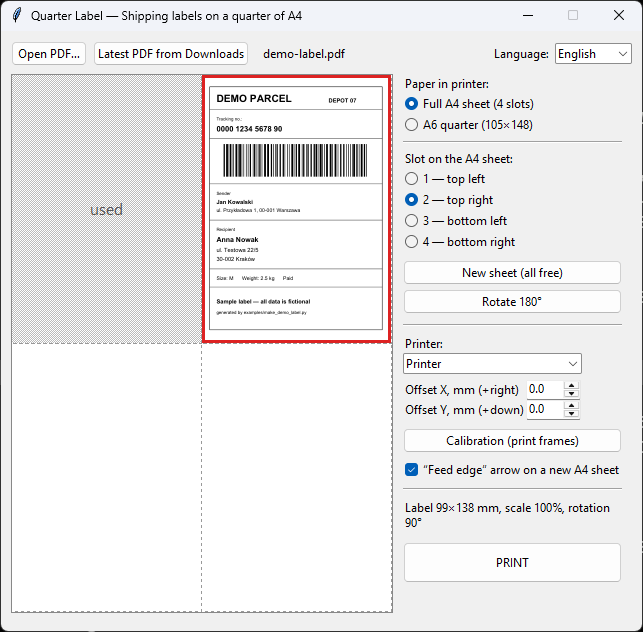 Quarter Label — Shipping labels on a quarter of A4
Open PDF...
Latest PDF from Downloads
demo-label.pdf
Language:
English
used
DEMO PARCEL
DEPOT 07
Tracking no.:
0000 1234 5678 90
Sender
Jan Kowalski
ul. Przykładowa 1, 00-001 Warszawa
Recipient
Anna Nowak
ul. Testowa 22/5
30-002 Kraków
Size: M Weight: 2.5 kg Paid
Sample label — all data is fictional
generated by examples/make_demo_label.py
Paper in printer:
Full A4 sheet (4 slots)
A6 quarter (105×148)
Slot on the A4 sheet:
1 — top left
2 — top right
3 — bottom left
4 — bottom right
New sheet (all free)
Rotate 180°
Printer:
Printer
Offset X, mm (+right) 0.0
Offset Y, mm (+down) 0.0
Calibration (print frames)
“Feed edge” arrow on a new A4 sheet
Label 99×138 mm, scale 100%, rotation
90°
PRINT